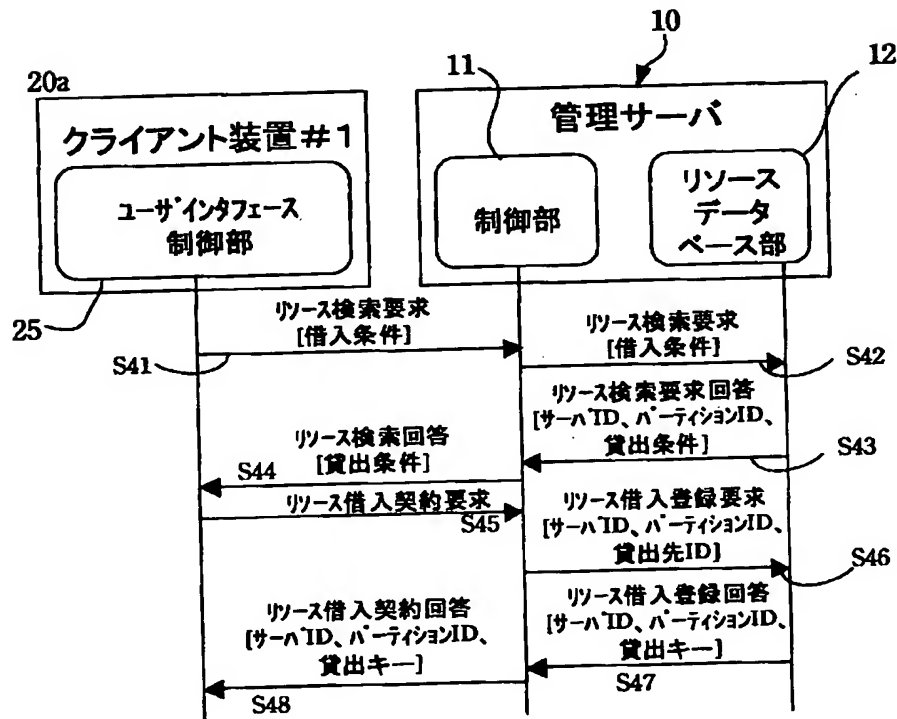 10
20a
11
12
クライアント装置#1
管理サーバ
ユーザインタフェース
制御部
制御部
リソース
データ
ベース部
25
リソース検索要求
[借入条件]
S41
リソース検索要求
[借入条件]
S42
リソース検索要求回答
[サーバID、パーティションID、
貸出条件]
S43
リソース検索回答
[貸出条件]
S44
リソース借入契約要求
S45
リソース借入登録要求
[サーバID、パーティションID、
貸出先ID]
S46
リソース借入登録回答
[サーバID、パーティションID、
貸出キー]
S47
リソース借入契約回答
[サーバID、パーティションID、
貸出キー]
S48